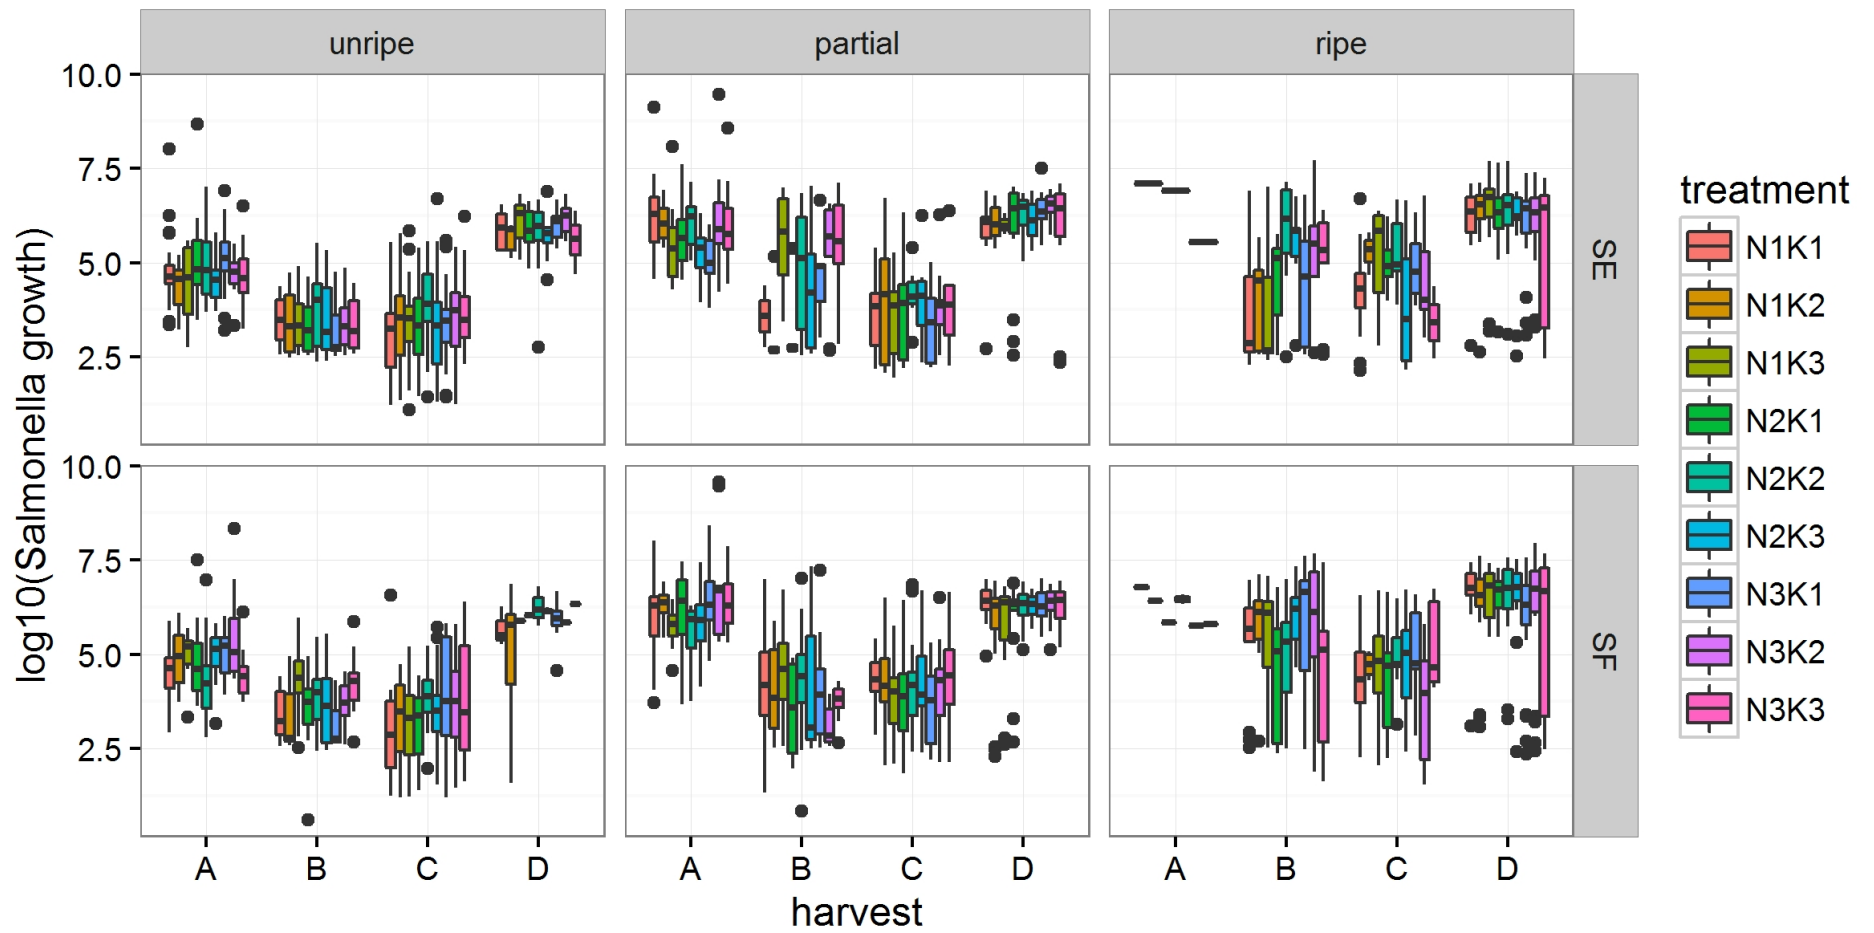 unripe partial ripe
log10(Salmonella growth)
10.0
7.5
5.0
2.5
SE
10.0
7.5
5.0
2.5
SF
A B C D A B C D A B C D
harvest
treatment
N1K1
N1K2
N1K3
N2K1
N2K2
N2K3
N3K1
N3K2
N3K3